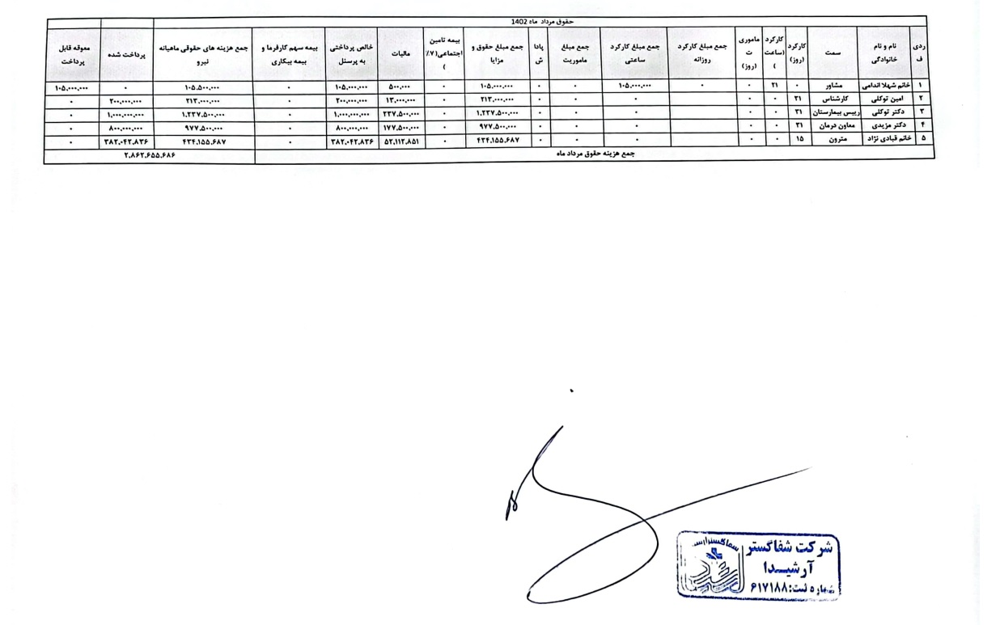 حقوق مرداد ماه 1402
ردیف | نام و نام خانوادگی | سمت | کارکرد (روز) | کارکرد (ساعت) | ماموریت (روز) | جمع مبلغ کارکرد روزانه | جمع مبلغ کارکرد ساعتی | جمع مبلغ ماموریت | پاداش | جمع مبلغ حقوق و مزایا | بیمه تامین اجتماعی(۷٪) | مالیات | خالص پرداختی به پرسنل | بیمه سهم کارفرما و بیمه بیکاری | جمع هزینه های حقوقی ماهیانه نیرو | پرداخت شده | معوقه قابل پرداخت
۱ | خانم شهلا اندامی | مشاور | ۰ | ۲۱ | ۰ | ۰ | ۱۰۵,۰۰۰,۰۰۰ | ۰ | ۰ | ۱۰۵,۰۰۰,۰۰۰ | ۰ | ۵۰۰,۰۰۰ | ۱۰۵,۰۰۰,۰۰۰ | ۰ | ۱۰۵,۵۰۰,۰۰۰ | ۰ | ۱۰۵,۰۰۰,۰۰۰
۲ | امین توکلی | کارشناس | ۳۱ | ۰ | ۰ | ۰ | ۰ | ۰ | ۲۱۳,۰۰۰,۰۰۰ | ۰ | ۱۳,۰۰۰,۰۰۰ | ۲۰۰,۰۰۰,۰۰۰ | ۰ | ۲۱۳,۰۰۰,۰۰۰ | ۲۰۰,۰۰۰,۰۰۰ | ۰
۳ | دکتر توکلی | رییس بیمارستان | ۳۱ | ۰ | ۰ | ۰ | ۰ | ۰ | ۱,۲۳۷,۵۰۰,۰۰۰ | ۰ | ۲۳۷,۵۰۰,۰۰۰ | ۱,۰۰۰,۰۰۰,۰۰۰ | ۰ | ۱,۲۳۷,۵۰۰,۰۰۰ | ۱,۰۰۰,۰۰۰,۰۰۰ | ۰
۴ | دکتر مزیدی | معاون درمان | ۳۱ | ۰ | ۰ | ۰ | ۰ | ۰ | ۹۷۷,۵۰۰,۰۰۰ | ۰ | ۱۷۷,۵۰۰,۰۰۰ | ۸۰۰,۰۰۰,۰۰۰ | ۰ | ۹۷۷,۵۰۰,۰۰۰ | ۸۰۰,۰۰۰,۰۰۰ | ۰
۵ | خانم قبادی نژاد | مترون | ۱۵ | ۰ | ۰ | ۰ | ۰ | ۰ | ۴۳۴,۱۵۵,۶۸۷ | ۰ | ۵۲,۱۱۲,۸۵۱ | ۳۸۲,۰۴۲,۸۳۶ | ۰ | ۴۳۴,۱۵۵,۶۸۷ | ۳۸۲,۰۴۲,۸۳۶ | ۰
جمع هزینه حقوق مرداد ماه | ۲,۸۶۲,۶۵۵,۶۸۶
شرکت شفاگستر
آرشیدا
شماره ثبت: ۶۱۷۱۸۸